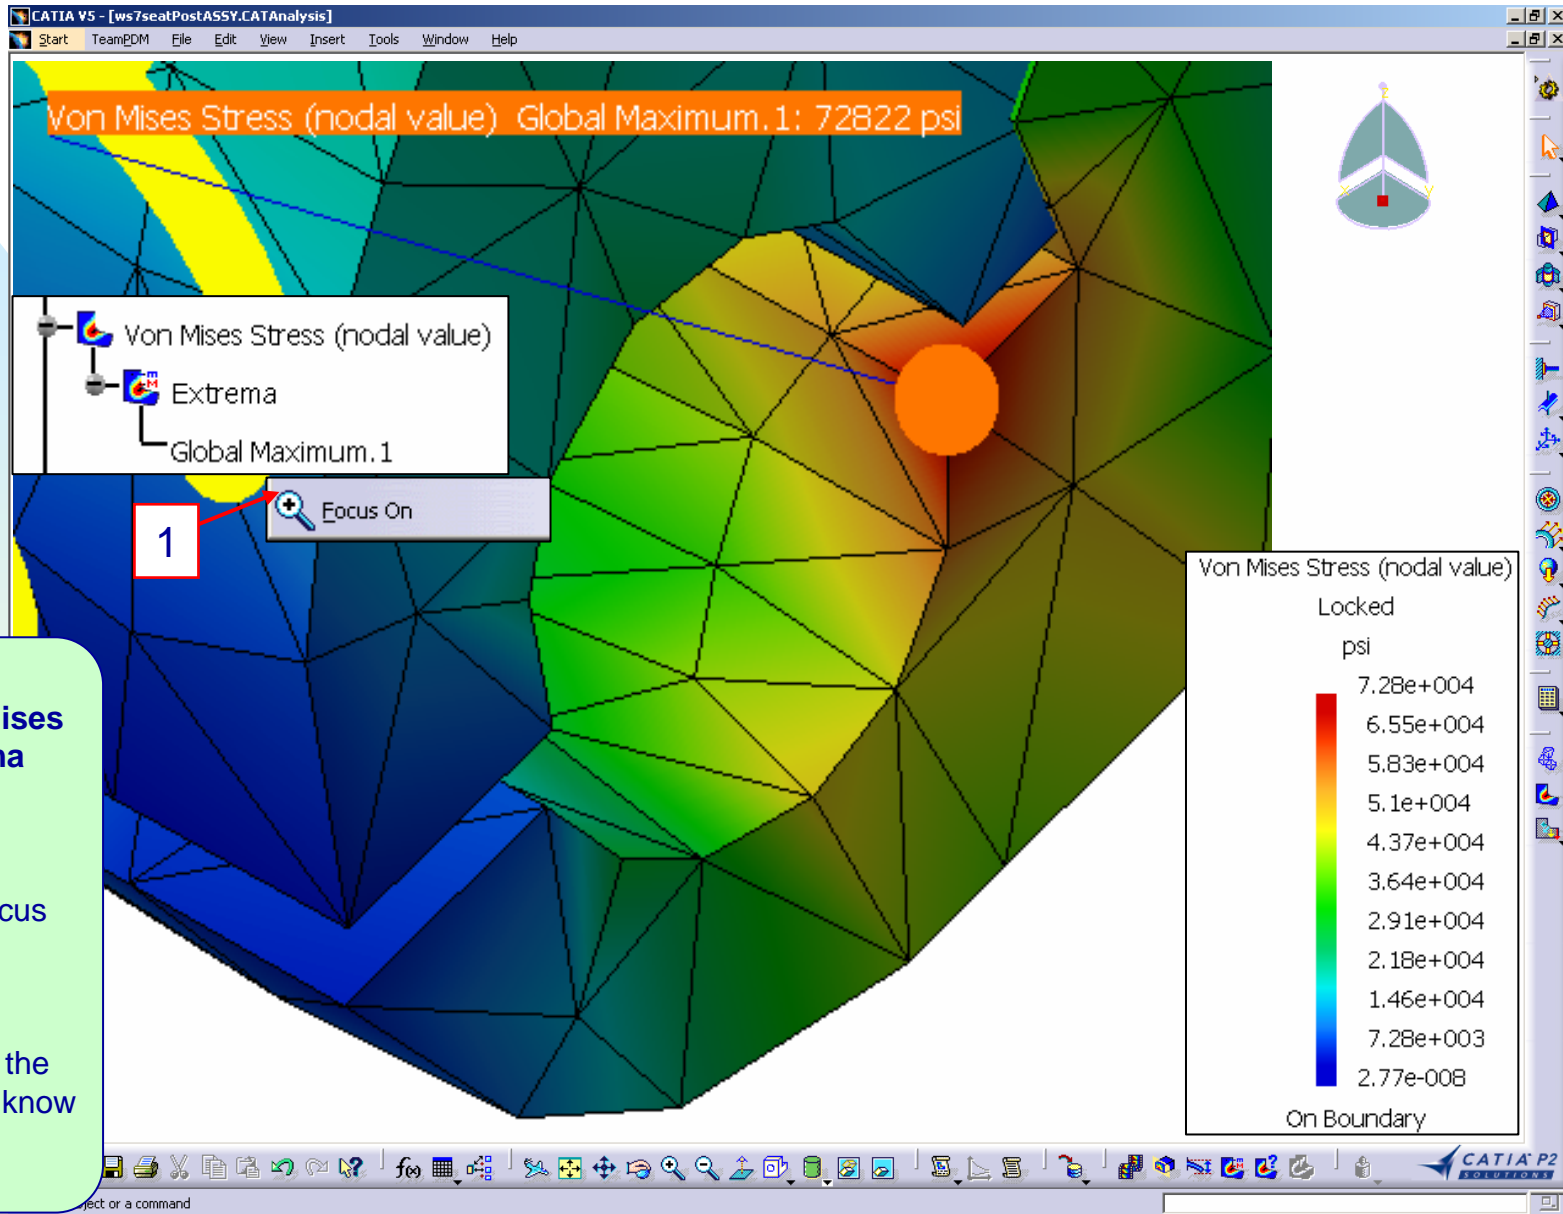 CATIA V5 - [ws7seatPostASSY.CATAnalysis]
Start TeamPDM File Edit View Insert Tools Window Help
Von Mises Stress (nodal value) Global Maximum.1: 72822 psi
Von Mises Stress (nodal value)
Extrema
Global Maximum.1
Focus On
1
Von Mises Stress (nodal value)
Locked
psi
7.28e+004
6.55e+004
5.83e+004
5.1e+004
4.37e+004
3.64e+004
2.91e+004
2.18e+004
1.46e+004
7.28e+003
2.77e-008
On Boundary
ises
na
cus
the
know
f(x)
CATIA P2
SOLUTIONS
ject or a command